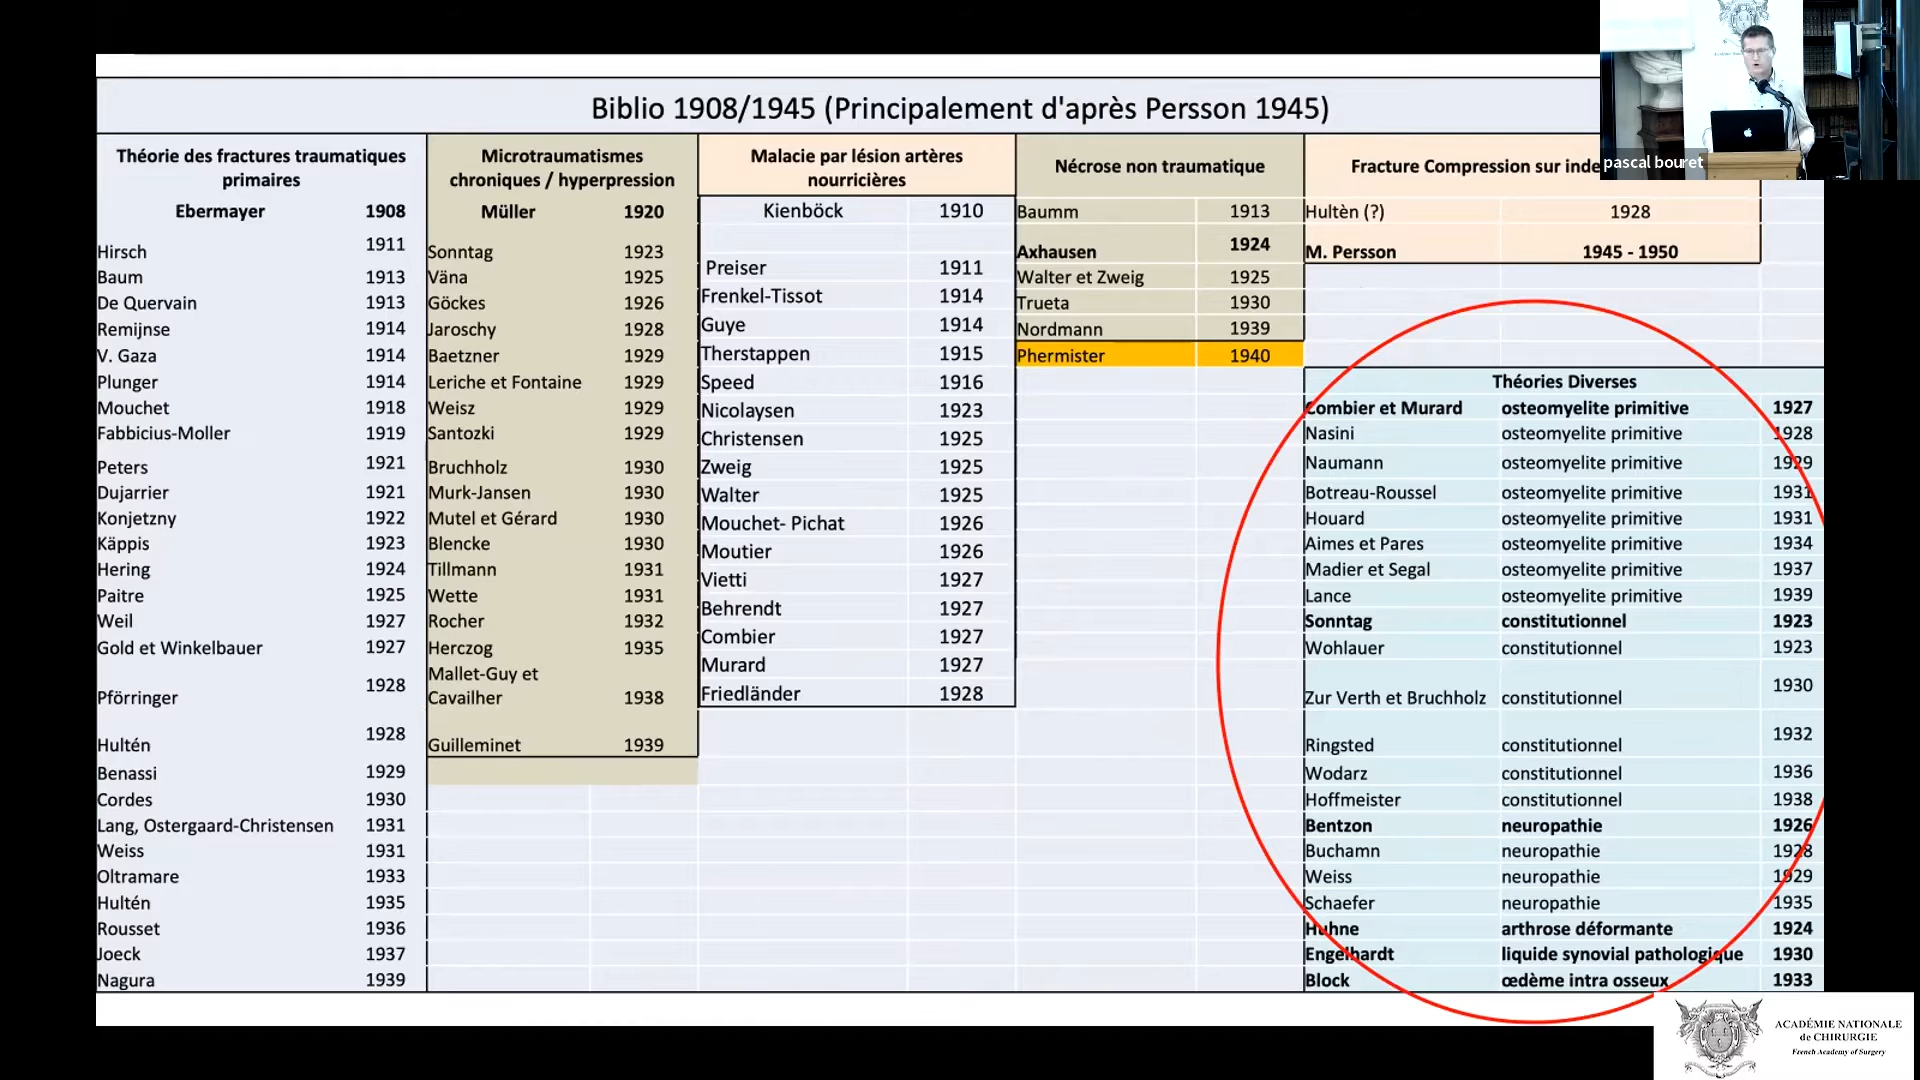 Biblio 1908/1945 (Principalement d'après Persson 1945)
pascal bouret
Théorie des fractures traumatiques
primaires
Ebermayer 1908
Hirsch 1911
Baum 1913
De Quervain 1913
Remijnse 1914
V. Gaza 1914
Plunger 1914
Mouchet 1918
Fabbicius-Moller 1919
Peters 1921
Dujarrier 1921
Konjetzny 1922
Käppis 1923
Hering 1924
Paitre 1925
Weil 1927
Gold et Winkelbauer 1927
Pförringer 1928
Hultén 1928
Benassi 1929
Cordes 1930
Lang, Ostergaard-Christensen 1931
Weiss 1931
Oltramare 1933
Hultén 1935
Rousset 1936
Joeck 1937
Nagura 1939
Microtraumatismes
chroniques / hyperpression
Müller 1920
Sonntag 1923
Väna 1925
Göckes 1926
Jaroschy 1928
Baetzner 1929
Leriche et Fontaine 1929
Weisz 1929
Santozki 1929
Bruchholz 1930
Murk-Jansen 1930
Mutel et Gérard 1930
Blencke 1930
Tillmann 1931
Wette 1931
Rocher 1932
Herczog 1935
Mallet-Guy et
Cavailher 1938
Guilleminet 1939
Malacie par lésion artères
nourricières
Kienböck 1910
Preiser 1911
Frenkel-Tissot 1914
Guye 1914
Therstappen 1915
Speed 1916
Nicolaysen 1923
Christensen 1925
Zweig 1925
Walter 1925
Mouchet- Pichat 1926
Moutier 1926
Vietti 1927
Behrendt 1927
Combier 1927
Murard 1927
Friedländer 1928
Nécrose non traumatique
Baumm 1913
Axhausen 1924
Walter et Zweig 1925
Trueta 1930
Nordmann 1939
Phermister 1940
Fracture Compression sur
Hultèn (?) 1928
M. Persson 1945 - 1950
Théories Diverses
Combier et Murard osteomyelite primitive 1927
Nasini osteomyelite primitive 1928
Naumann osteomyelite primitive 1929
Botreau-Roussel osteomyelite primitive 1931
Houard osteomyelite primitive 1931
Aimes et Pares osteomyelite primitive 1934
Madier et Segal osteomyelite primitive 1937
Lance osteomyelite primitive 1939
Sonntag constitutionnel 1923
Wohlauer constitutionnel 1923
Zur Verth et Bruchholz constitutionnel 1930
Ringsted constitutionnel 1932
Wodarz constitutionnel 1936
Hoffmeister constitutionnel 1938
Bentzon neuropathie 1926
Buchamn neuropathie 1928
Weiss neuropathie 1929
Schaefer neuropathie 1935
Huhne arthrose déformante 1924
Engelhardt liquide synovial pathologique 1930
Block œdème intra osseux 1933
ACADÉMIE NATIONALE
de CHIRURGIE
French Academy of Surgery